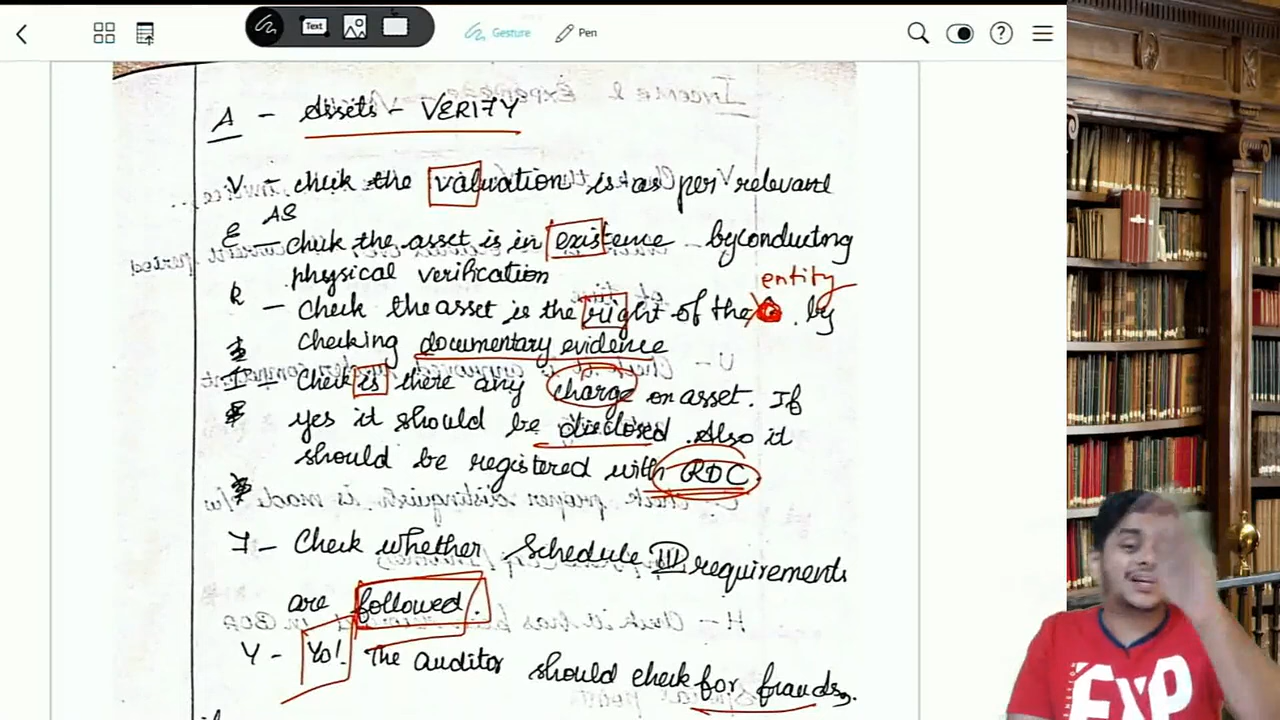 Text
Gesture
Pen
?
A - Assets - VERIFY
V - check the valuation is as per relevant
AS
E - chuk the asset is in existence by conducting
physical verification
entity
R - Check the asset is the right of the by
checking documentary evidence
I - Check is there any charge on asset. If
yes it should be disclosed. Also it
should be registered with ROC.
F - Check whether Schedule III requirements
are followed.
Y - Yo! The auditor should check for frauds.
EXP